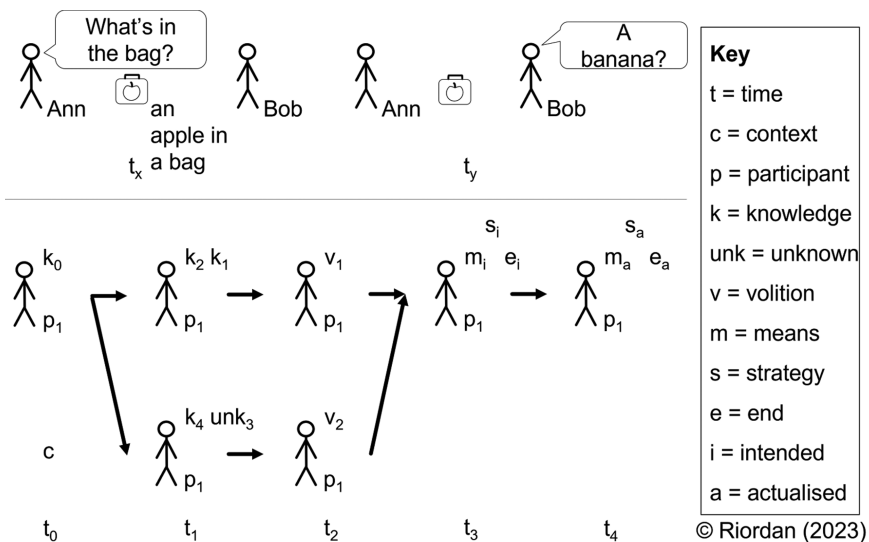 What's in
the bag?
A
banana?
Ann
an
apple in
a bag
Bob
Ann
Bob
tx
ty
k0
p1
c
k2 k1
p1
v1
p1
si
mi ei
p1
sa
ma ea
p1
k4 unk3
p1
v2
p1
t0
t1
t2
t3
t4
Key
t = time
c = context
p = participant
k = knowledge
unk = unknown
v = volition
m = means
s = strategy
e = end
i = intended
a = actualised
© Riordan (2023)